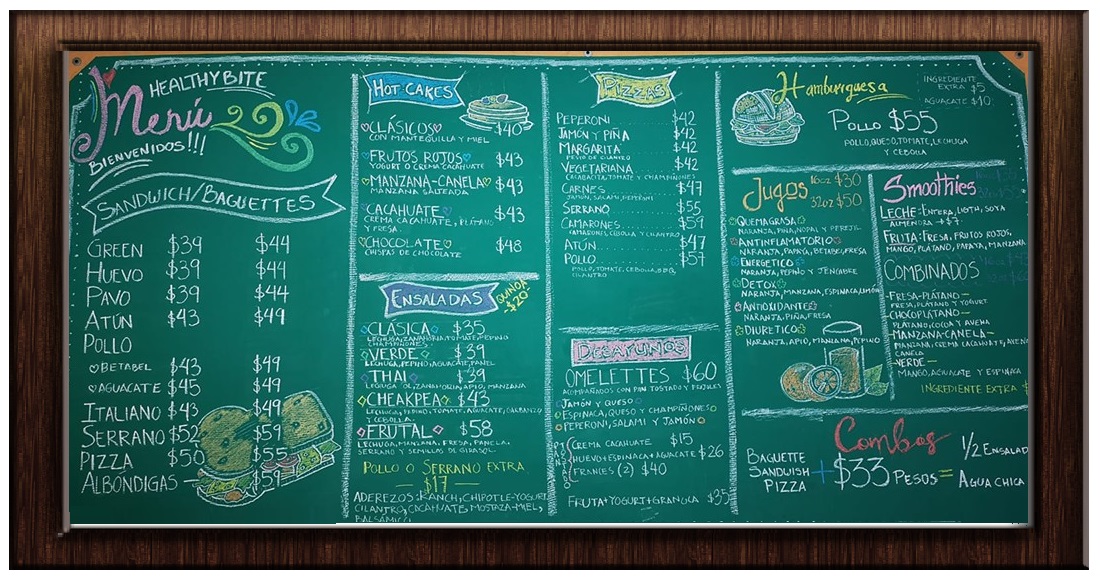 HEALTHYBITE
Menú
BIENVENIDOS!!!
SANDWICH/BAGUETTES
GREEN $39 $44
HUEVO $39 $44
PAVO $39 $44
ATÚN $43 $49
POLLO
♡BETABEL $43 $49
♡AGUACATE $45 $49
ITALIANO $43 $49
SERRANO $52 $59
PIZZA $50 $55
ALBÓNDIGAS — $59
HOT CAKES
♡CLÁSICOS♡ $40
CON MANTEQUILLA Y MIEL
♡FRUTOS ROJOS♡ $43
YOGURT O CREMA CACAHUATE
♡MANZANA-CANELA♡ $43
MANZANA SALTEADA
♡CACAHUATE♡ $43
CREMA CACAHUATE, PLÁTANO
Y FRESA.
♡CHOCOLATE♡ $48
CHISPAS DE CHOCOLATE
ENSALADAS
QUINOA
$20
◇CLÁSICA◇ $35
LECHUGA, ZANAHORIA, TOMATE, PEPINO
CHAMPIÑONES
◇VERDE◇ $39
LECHUGA, PEPINO, AGUACATE, PANEL
◇THAI◇ $39
LECHUGA, COL, ZANAHORIA, APIO, MANZANA
◇CHEAKPEA◇ $43
LECHUGA, PEPINO, TOMATE, AGUACATE, GARBANZO
Y CEBOLLA
◇FRUTAL◇ $58
LECHUGA, MANZANA, FRESA, PANELA,
SERRANO Y SEMILLAS DE GIRASOL.
POLLO O SERRANO EXTRA
— $17 —
ADEREZOS: RANCH, CHIPOTLE-YOGURT
CILANTRO, CACAHUATE, MOSTAZA-MIEL,
BALSÁMICO
PIZZAS
PEPERONI $42
JAMÓN Y PIÑA $42
MARGARITA $42
PESTO DE CILANTRO
VEGETARIANA $42
CALABACITA, TOMATE Y CHAMPIÑONES
CARNES $47
JAMÓN, SALAMI, PEPERONI
SERRANO $55
CAMARONES $59
CAMARONES, CEBOLLA Y CILANTRO
ATÚN $47
POLLO $57
POLLO, TOMATE, CEBOLLA, BBQ,
CILANTRO
DESAYUNOS
OMELETTES $60
ACOMPAÑADOS CON PAN TOSTADO Y FRIJOLES
JAMÓN Y QUESO
ESPINACA, QUESO Y CHAMPIÑONES
PEPERONI, SALAMI Y JAMÓN
CREMA CACAHUATE $15
HUEVO+ESPINACA+AGUACATE $26
FRANES (2) $40
FRUTA+YOGURT+GRANOLA $35
Hamburguesa
INGREDIENTE
EXTRA $5
AGUACATE $10
POLLO $55
POLLO, QUESO, TOMATE, LECHUGA
Y CEBOLLA
Jugos
16oz $30
32oz $50
QUEMAGRASA
NARANJA, PIÑA, NOPAL Y PEREJIL
ANTINFLAMATORIO
NARANJA, PAPAYA, BETABEL, FRESA
ENERGÉTICO
NARANJA, PEPINO Y JENGIBRE
DETOX
NARANJA, MANZANA, ESPINACA, LIMÓN
ANTIOXIDANTE
NARANJA, PIÑA, FRESA
DIURÉTICO
NARANJA, APIO, MANZANA, PEPINO
Smoothies
LECHE: ENTERA, LIGTH, SOYA
ALMENDRA +$7
FRUTA: FRESA, FRUTOS ROJOS,
MANGO, PLÁTANO, PAPAYA, MANZANA
COMBINADOS
-FRESA-PLÁTANO—
FRESA, PLÁTANO Y YOGURT
CHOCOPLÁTANO—
PLÁTANO, COCOA Y AVENA
-MANZANA-CANELA—
MANZANA, CREMA CACAHUATE, AVENA
CANELA
-VERDE—
MANGO, AGUACATE Y ESPINACA
INGREDIENTE EXTRA $
Combos
BAGUETTE
SANDUISH
PIZZA
+ $33 PESOS =
1/2 ENSALAD
AGUA CHICA